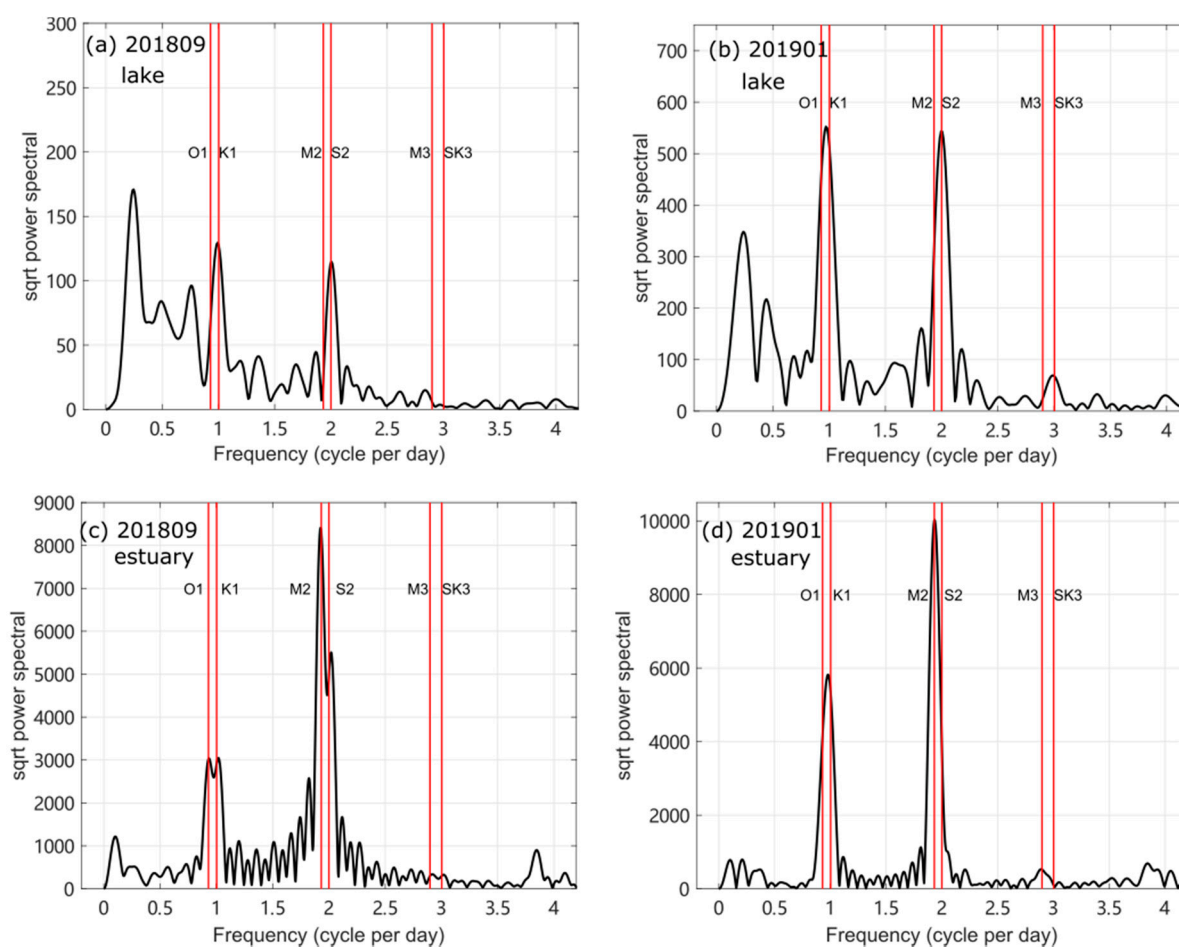 (a) 201809
lake
300
250
200
150
100
50
0
O1 K1 M2 S2 M3 SK3
sqrt power spectral
0 0.5 1 1.5 2 2.5 3 3.5 4
Frequency (cycle per day)
(b) 201901
lake
700
600
500
400
300
200
100
0
O1 K1 M2 S2 M3 SK3
sqrt power spectral
0 0.5 1 1.5 2 2.5 3 3.5 4
Frequency (cycle per day)
(c) 201809
estuary
9000
8000
7000
6000
5000
4000
3000
2000
1000
0
O1 K1 M2 S2 M3 SK3
sqrt power spectral
0 0.5 1 1.5 2 2.5 3 3.5 4
Frequency (cycle per day)
(d) 201901
estuary
10000
8000
6000
4000
2000
0
O1 K1 M2 S2 M3 SK3
sqrt power spectral
0 0.5 1 1.5 2 2.5 3 3.5 4
Frequency (cycle per day)